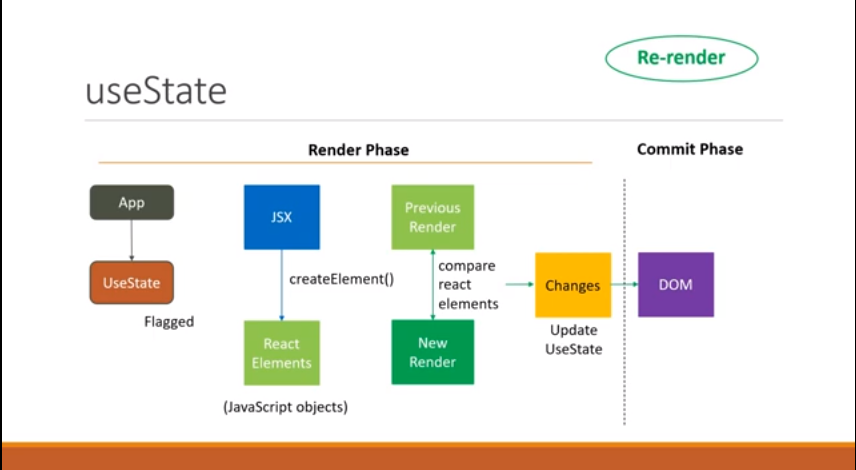 Re-render
useState
Render Phase
Commit Phase
App
UseState
Flagged
JSX
createElement()
React
Elements
(JavaScript objects)
Previous
Render
compare
react
elements
New
Render
Changes
Update
UseState
DOM